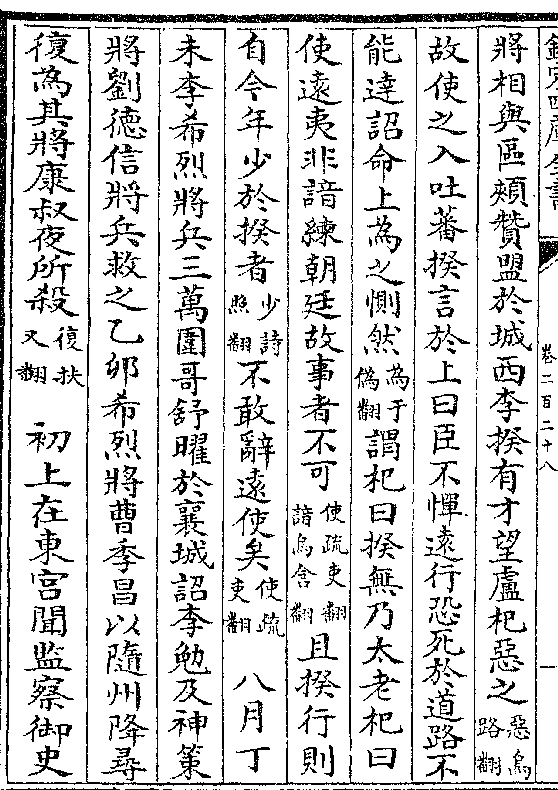 欽定四庫全書
卷二百二十八
將相與區頰贊盟於城西李揆有才望盧杞惡之惡烏路翻
故使之入吐蕃揆言於上曰臣不憚遠行恐死於道路不
能達詔命上為之惻然為于偽翻謂杞曰揆無乃太老杞曰
使遠夷非諳練朝廷故事者不可使疏吏翻諳烏含翻且揆行則
自今年少於揆者少詩照翻不敢辭遠使矣使疏吏翻 八月丁
未李希烈將兵三萬圍哥舒曜於襄城詔李勉及神策
將劉德信將兵救之乙卯希烈將曹季昌以隨州降尋
復為其將康叔夜所殺復扶又翻 初上在東宮聞監察御史